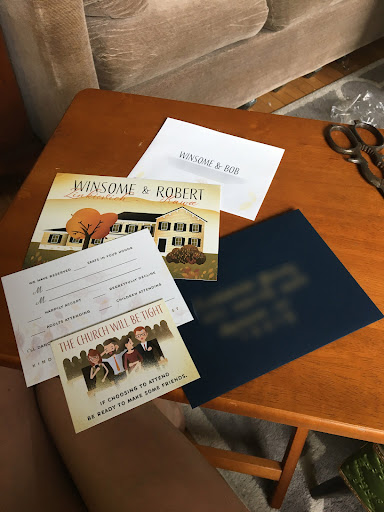 WINSOME & BOB
WINSOME & ROBERT
WE HAVE RESERVED SEATS IN YOUR HONOR
M
M
HAPPILY ACCEPT REGRETFULLY DECLINE
ADULTS ATTENDING CHILDREN ATTENDING
THE CHURCH WILL BE TIGHT
IF CHOOSING TO ATTEND
BE READY TO MAKE SOME FRIENDS.